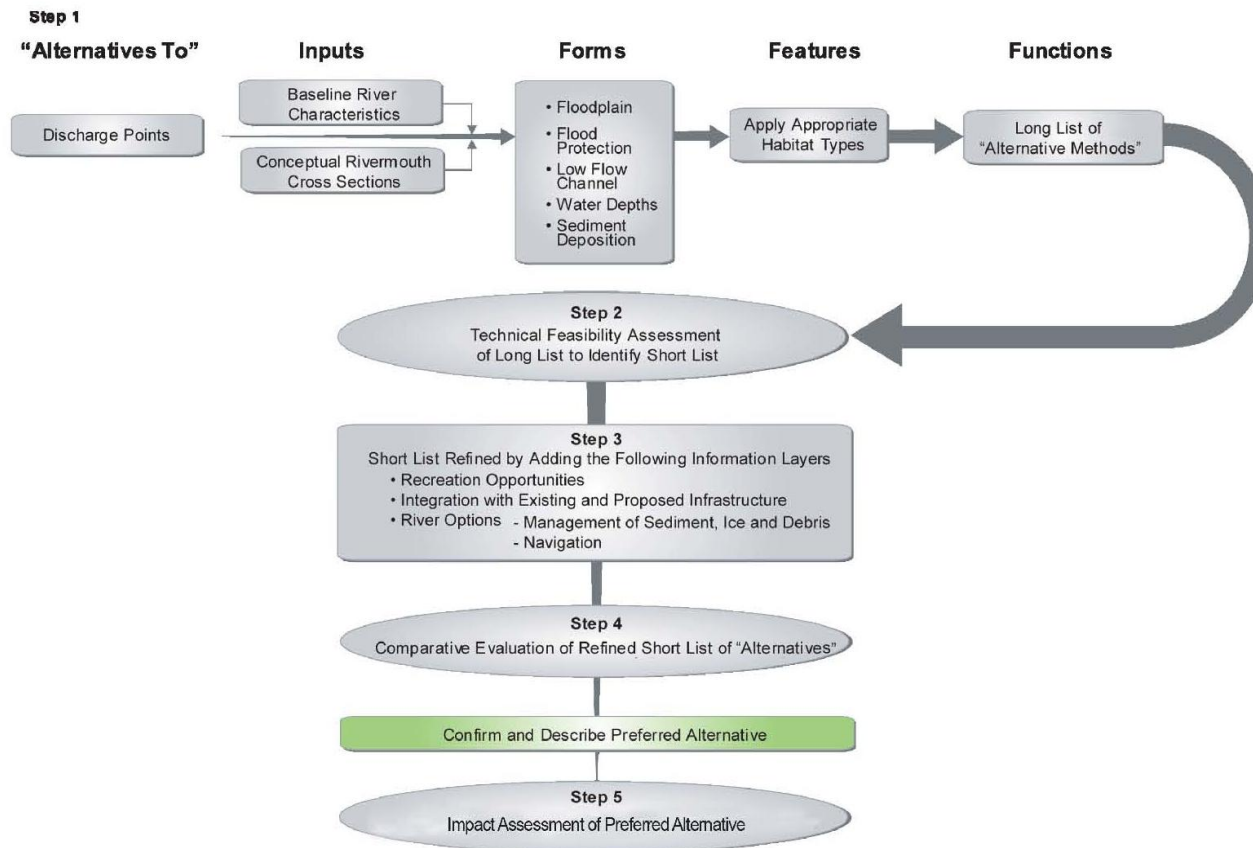 Step 1
“Alternatives To”
Inputs
Forms
Features
Functions
Discharge Points
Baseline River
Characteristics
Conceptual Rivermouth
Cross Sections
• Floodplain
• Flood
Protection
• Low Flow
Channel
• Water Depths
• Sediment
Deposition
Apply Appropriate
Habitat Types
Long List of
“Alternative Methods”
Step 2
Technical Feasibility Assessment
of Long List to Identify Short List
Step 3
Short List Refined by Adding the Following Information Layers
• Recreation Opportunities
• Integration with Existing and Proposed Infrastructure
• River Options - Management of Sediment, Ice and Debris
- Navigation
Step 4
Comparative Evaluation of Refined Short List of “Alternatives”
Confirm and Describe Preferred Alternative
Step 5
Impact Assessment of Preferred Alternative